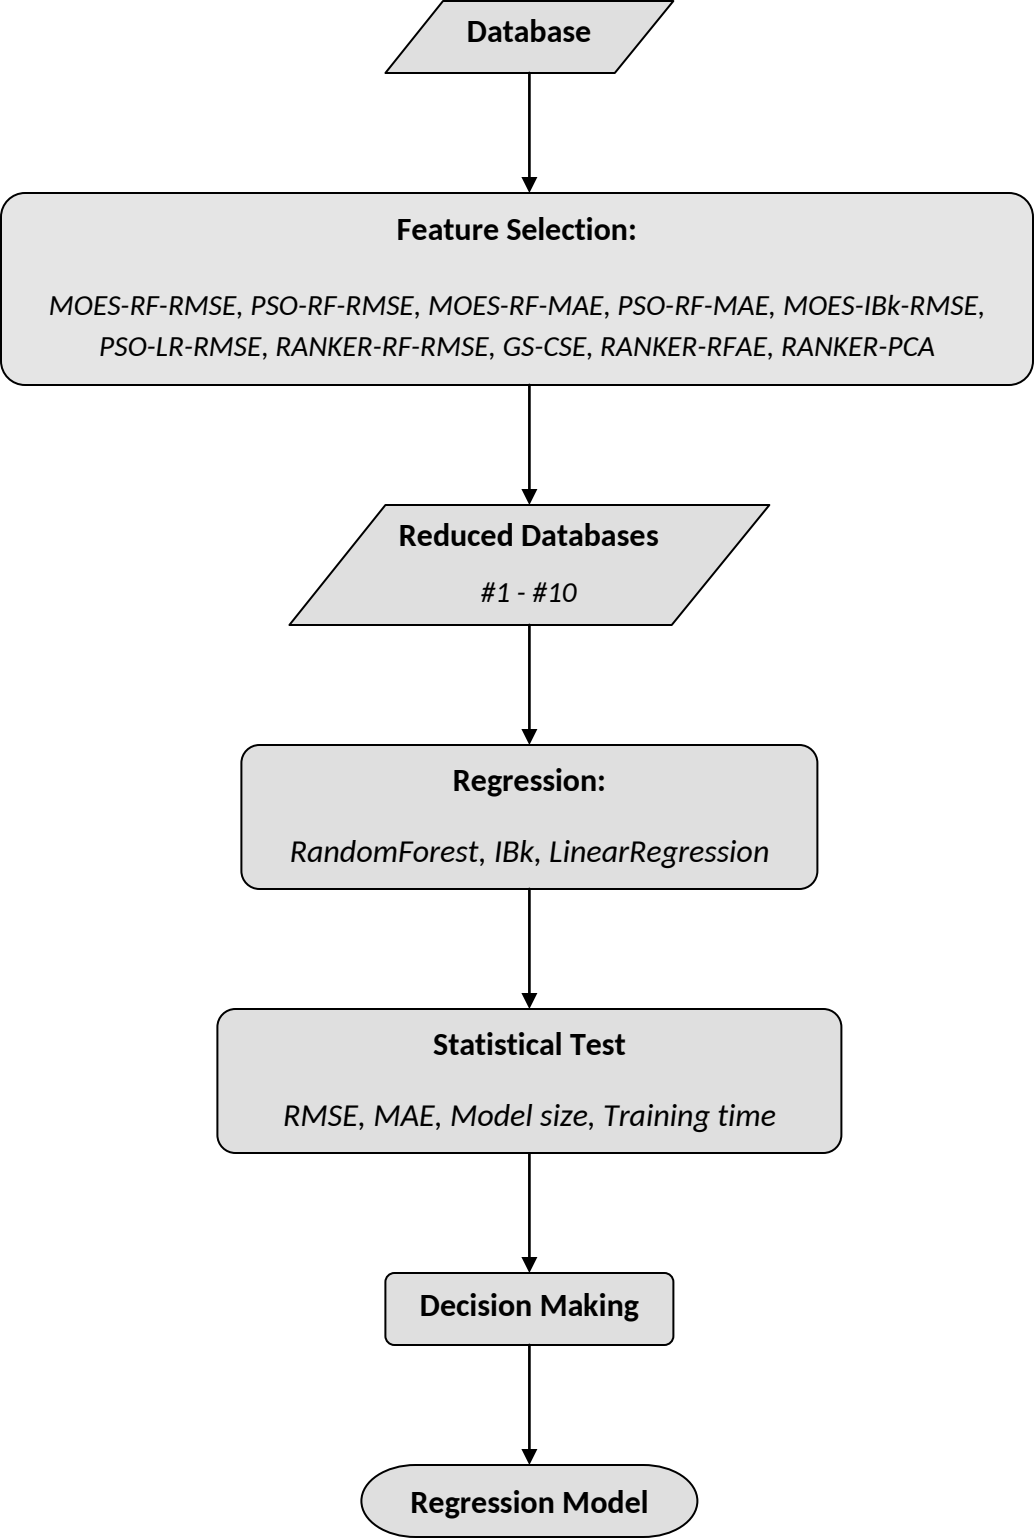 Database
Feature Selection:
MOES-RF-RMSE, PSO-RF-RMSE, MOES-RF-MAE, PSO-RF-MAE, MOES-IBk-RMSE,
PSO-LR-RMSE, RANKER-RF-RMSE, GS-CSE, RANKER-RFAE, RANKER-PCA
Reduced Databases
#1 - #10
Regression:
RandomForest, IBk, LinearRegression
Statistical Test
RMSE, MAE, Model size, Training time
Decision Making
Regression Model